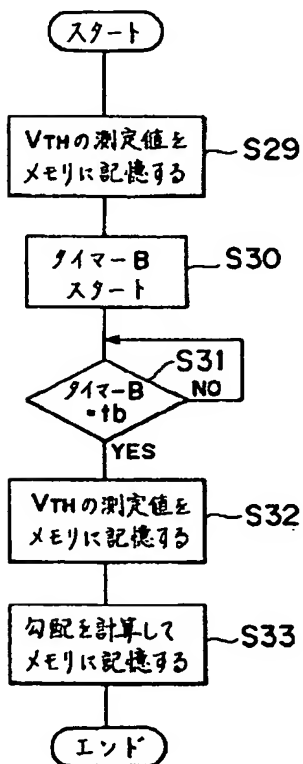 スタート
VTHの測定値を
メモリに記憶する
S29
タイマーB
スタート
S30
S31
タイマーB
=tb
NO
YES
VTHの測定値を
メモリに記憶する
S32
勾配を計算して
メモリに記憶する
S33
エンド